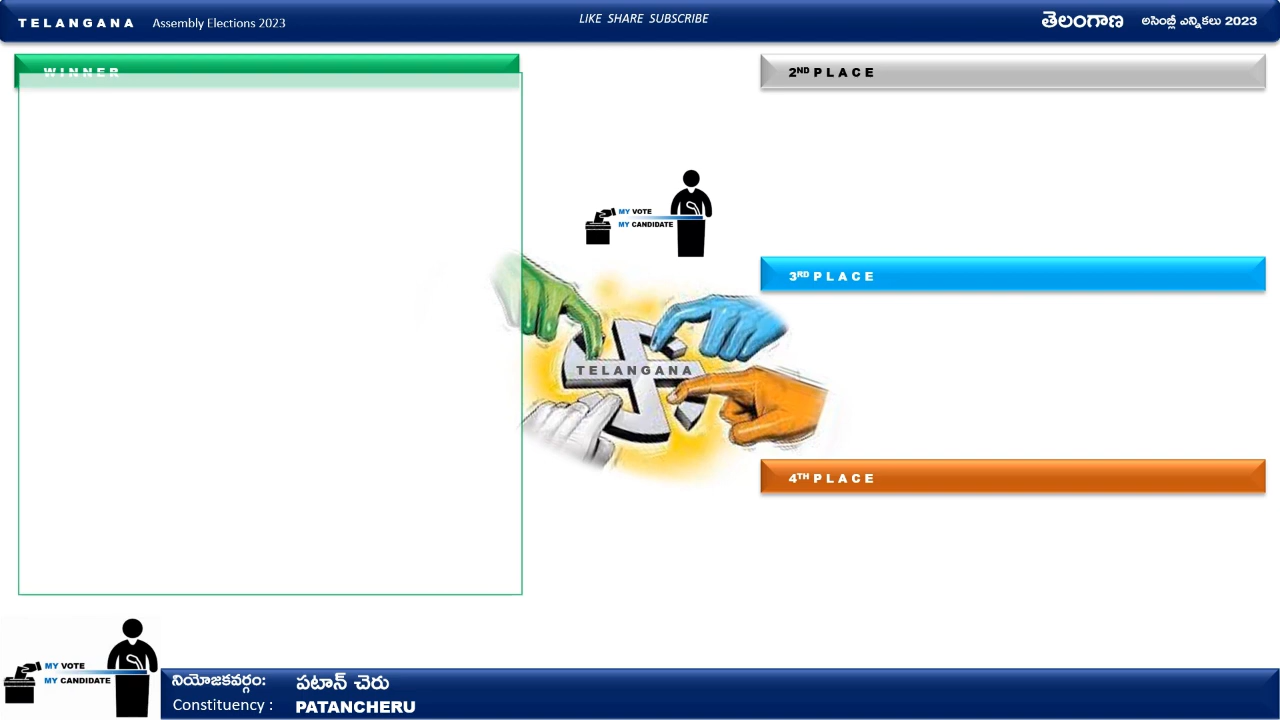 TELANGANA Assembly Elections 2023
LIKE SHARE SUBSCRIBE
తెలంగాణ అసెంబ్లీ ఎన్నికలు 2023
WINNER
2ND PLACE
MY VOTE
MY CANDIDATE
3RD PLACE
TELANGANA
4TH PLACE
MY VOTE
MY CANDIDATE
నియోజకవర్గం: పటాన్ చెరు
Constituency : PATANCHERU